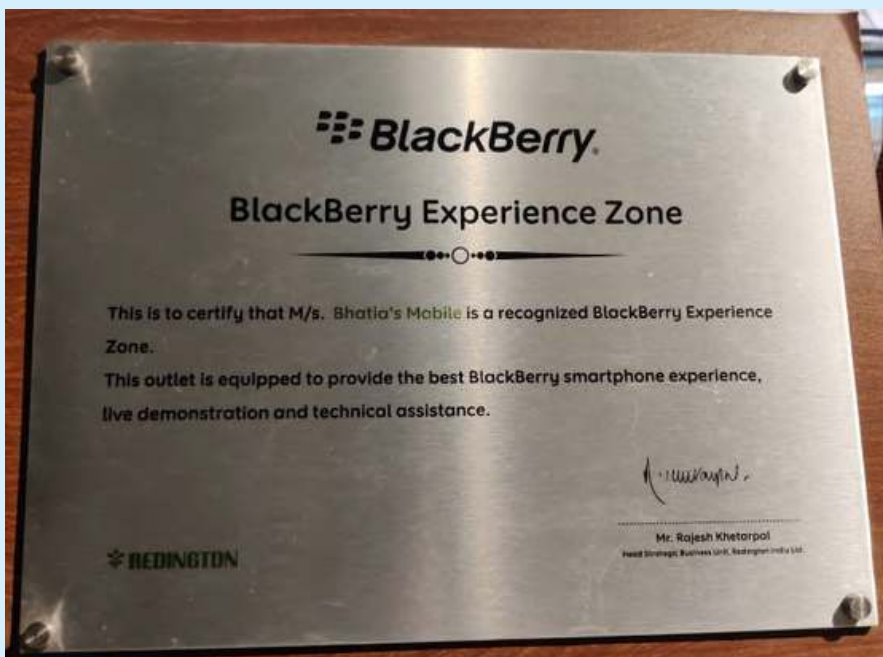 BlackBerry
BlackBerry Experience Zone
This is to certify that M/s. Bhatia's Mobile is a recognized BlackBerry Experience
Zone.
This outlet is equipped to provide the best BlackBerry smartphone experience,
live demonstration and technical assistance.
Mr. Rajesh Khetarpal
Head Strategic Business Unit, Redington India Ltd.
REDINGTON